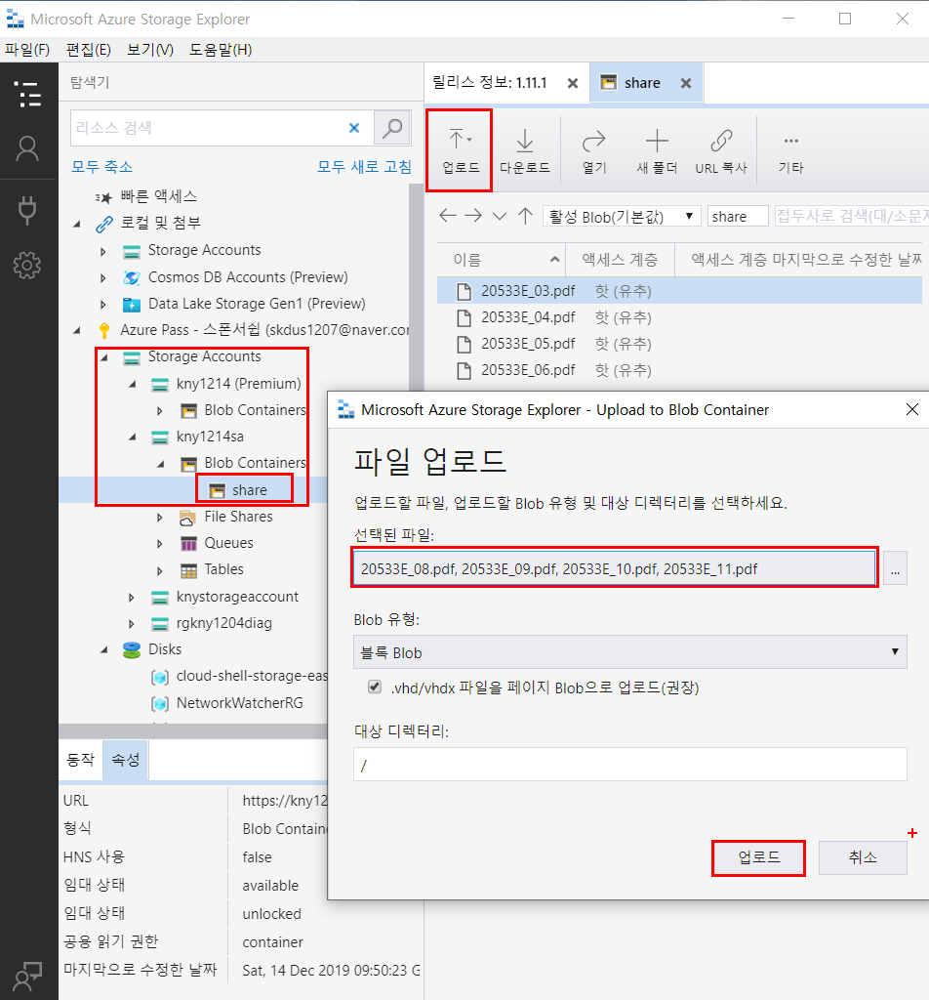 Microsoft Azure Storage Explorer
파일(F) 편집(E) 보기(V) 도움말(H)
탐색기
리소스 검색
모두 축소 모두 새로 고침
빠른 액세스
로컬 및 첨부
Storage Accounts
Cosmos DB Accounts (Preview)
Data Lake Storage Gen1 (Preview)
Azure Pass - 스폰서쉽 (skdus1207@naver.cor
Storage Accounts
kny1214 (Premium)
Blob Containers
kny1214sa
Blob Containers
share
File Shares
Queues
Tables
knystorageaccount
rgkny1204diag
Disks
cloud-shell-storage-eas
NetworkWatcherRG
동작 속성
URL https://kny12
형식 Blob Contain
HNS 사용 false
임대 상태 available
임대 상태 unlocked
공용 읽기 권한 container
마지막으로 수정한 날짜 Sat, 14 Dec 2019 09:50:23 G
릴리스 정보: 1.11.1 share
업로드 다운로드 열기 새 폴더 URL 복사 기타
활성 Blob(기본값) share 접두사로 검색(대/소문자
이름 액세스 계층 액세스 계층 마지막으로 수정한 날짜
20533E_03.pdf 핫 (유추)
20533E_04.pdf 핫 (유추)
20533E_05.pdf 핫 (유추)
20533E_06.pdf 핫 (유추)
Microsoft Azure Storage Explorer - Upload to Blob Container
파일 업로드
업로드할 파일, 업로드할 Blob 유형 및 대상 디렉터리를 선택하세요.
선택된 파일:
20533E_08.pdf, 20533E_09.pdf, 20533E_10.pdf, 20533E_11.pdf ...
Blob 유형:
블록 Blob
.vhd/vhdx 파일을 페이지 Blob으로 업로드(권장)
대상 디렉터리:
/
업로드 취소